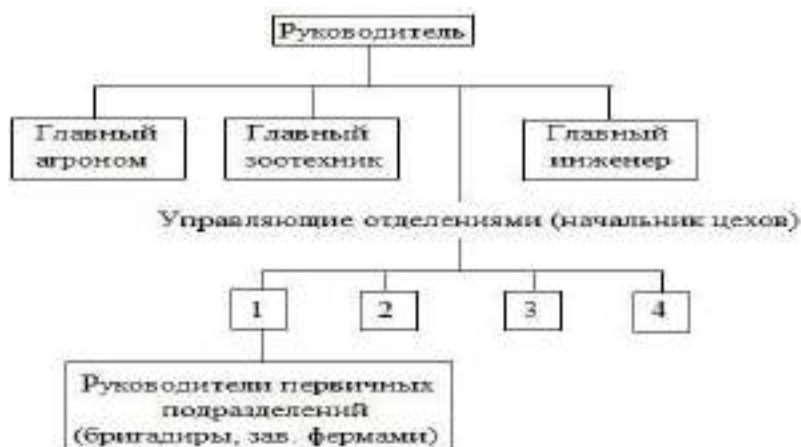 Руководитель
Главный
агроном
Главный
зоотехник
Главный
инженер
Управляющие отделениями (начальник цехов)
1
2
3
4
Руководители первичных
подразделений
(бригадиры, зав. фермами)